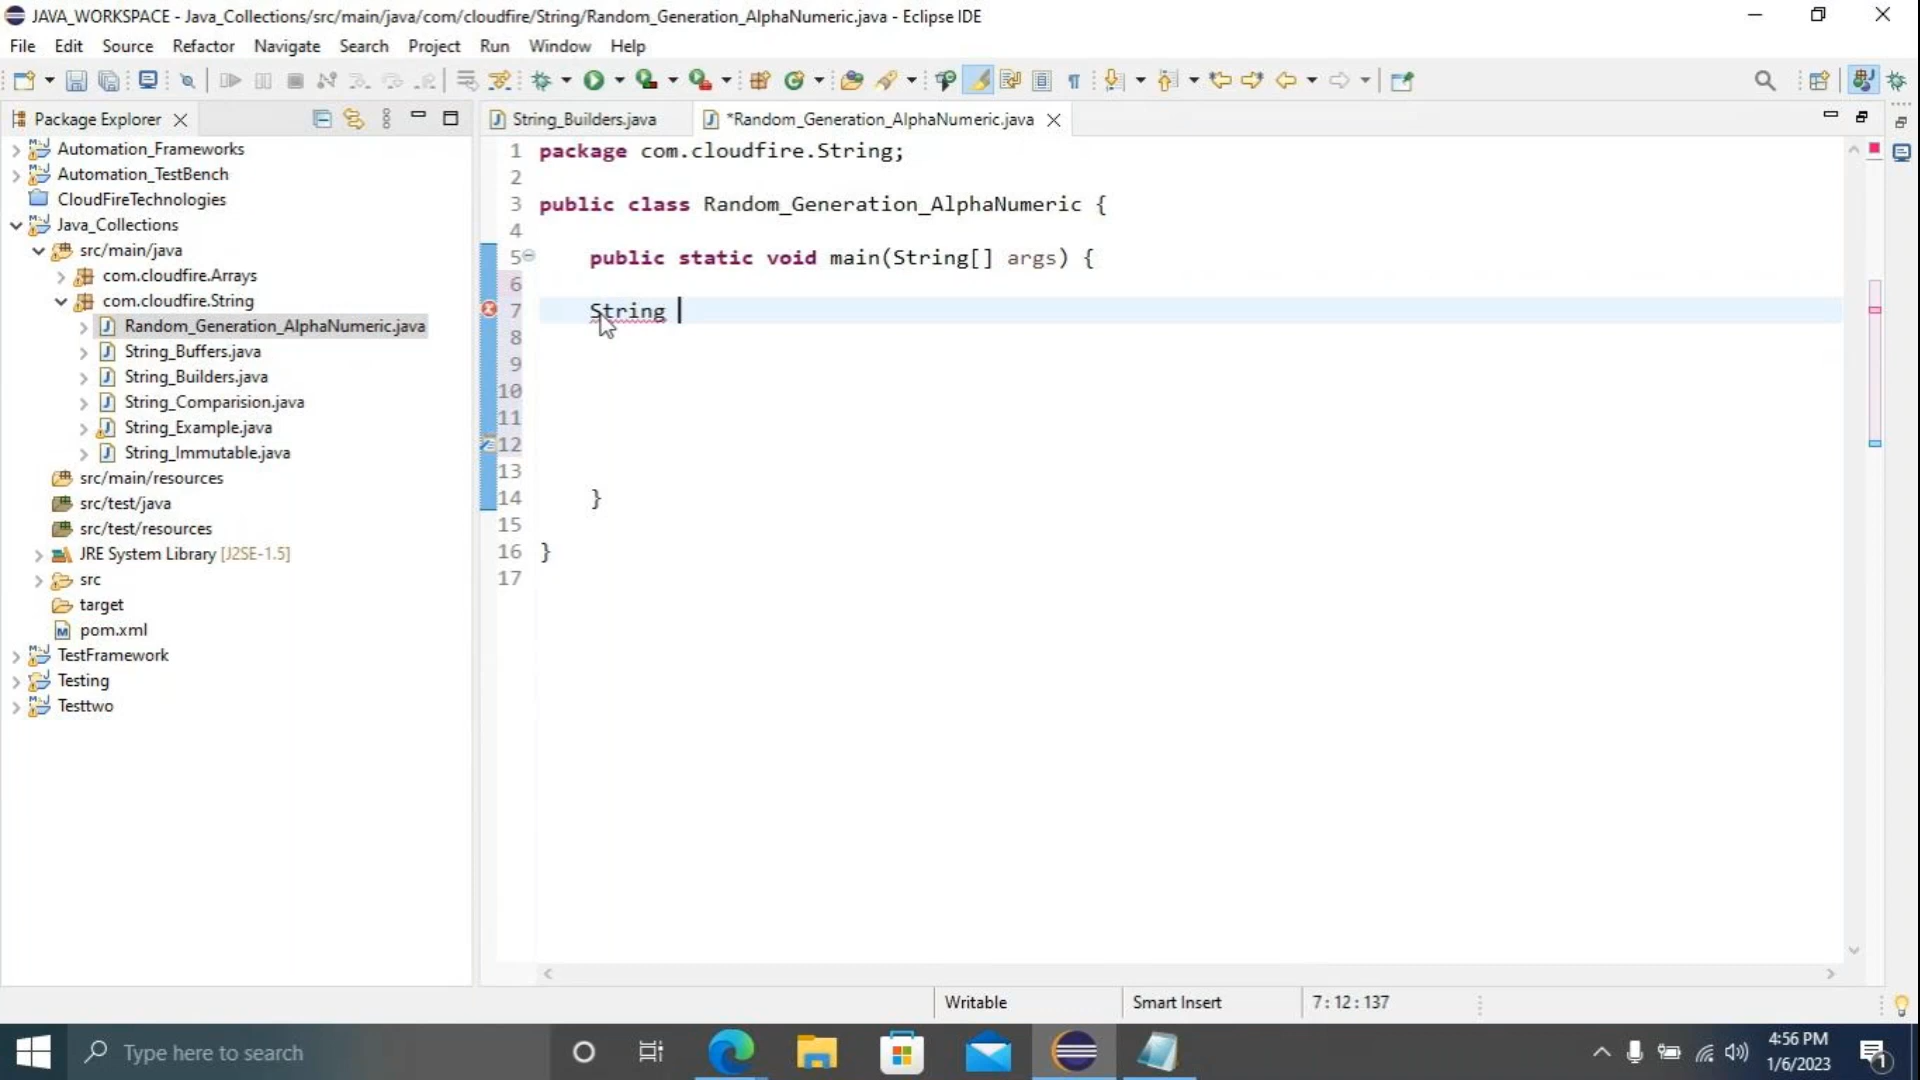 JAVA_WORKSPACE - Java_Collections/src/main/java/com/cloudfire/String/Random_Generation_AlphaNumeric.java - Eclipse IDE
File Edit Source Refactor Navigate Search Project Run Window Help
Package Explorer
String_Builders.java
*Random_Generation_AlphaNumeric.java
Automation_Frameworks
Automation_TestBench
CloudFireTechnologies
Java_Collections
src/main/java
com.cloudfire.Arrays
com.cloudfire.String
Random_Generation_AlphaNumeric.java
String_Buffers.java
String_Builders.java
String_Comparision.java
String_Example.java
String_Immutable.java
src/main/resources
src/test/java
src/test/resources
JRE System Library [J2SE-1.5]
src
target
pom.xml
TestFramework
Testing
Testtwo
1 package com.cloudfire.String;
2
3 public class Random_Generation_AlphaNumeric {
4
5 public static void main(String[] args) {
6
7 String
8
9
10
11
12
13
14 }
15
16 }
17
Writable
Smart Insert
7 : 12 : 137
Type here to search
4:56 PM
1/6/2023
1